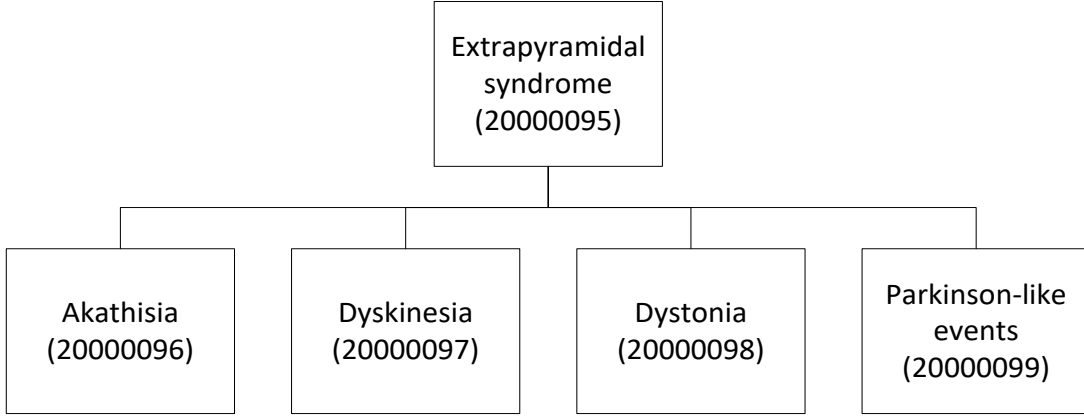 Extrapyramidal
syndrome
(20000095)
Akathisia
(20000096)
Dyskinesia
(20000097)
Dystonia
(20000098)
Parkinson-like
events
(20000099)